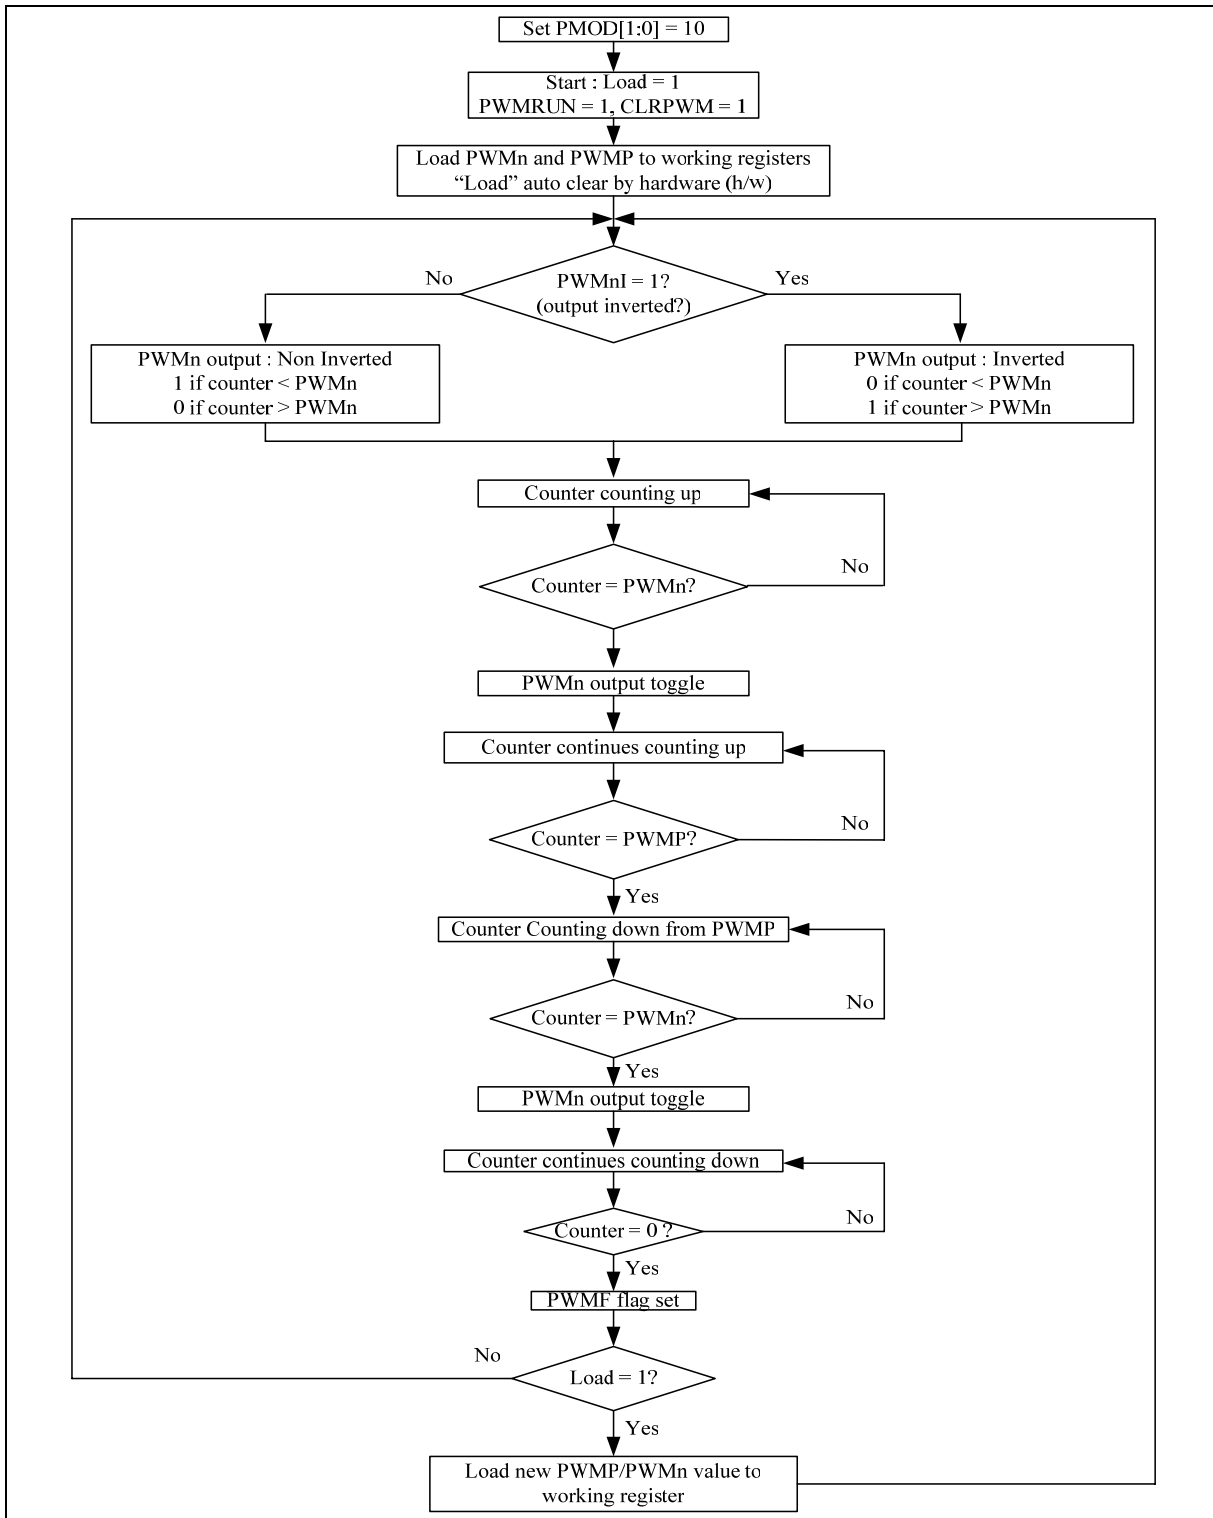 Set PMOD[1:0] = 10
Start : Load = 1
PWMRUN = 1, CLRPWM = 1
Load PWMn and PWMP to working registers
“Load” auto clear by hardware (h/w)
No
PWMnI = 1?
(output inverted?)
Yes
PWMn output : Non Inverted
1 if counter < PWMn
0 if counter > PWMn
PWMn output : Inverted
0 if counter < PWMn
1 if counter > PWMn
Counter counting up
Counter = PWMn?
No
PWMn output toggle
Counter continues counting up
Counter = PWMP?
No
Yes
Counter Counting down from PWMP
Counter = PWMn?
No
Yes
PWMn output toggle
Counter continues counting down
Counter = 0 ?
No
Yes
PWMF flag set
No
Load = 1?
Yes
Load new PWMP/PWMn value to
working register